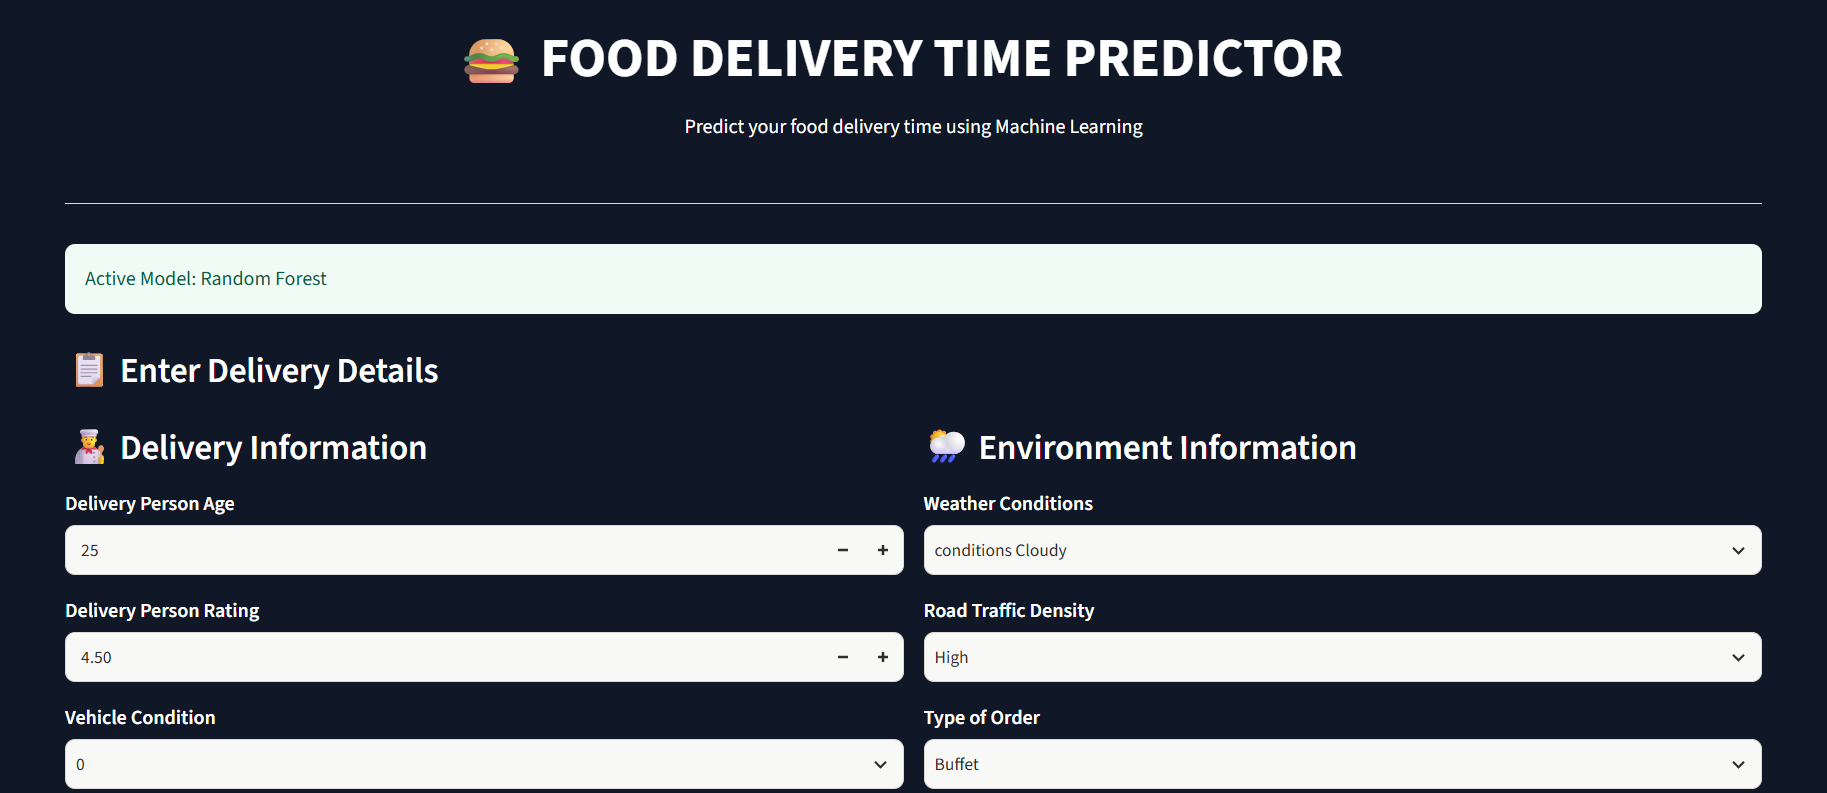 FOOD DELIVERY TIME PREDICTOR
Predict your food delivery time using Machine Learning
Active Model: Random Forest
Enter Delivery Details
Delivery Information
Delivery Person Age
25
Delivery Person Rating
4.50
Vehicle Condition
0
Environment Information
Weather Conditions
conditions Cloudy
Road Traffic Density
High
Type of Order
Buffet